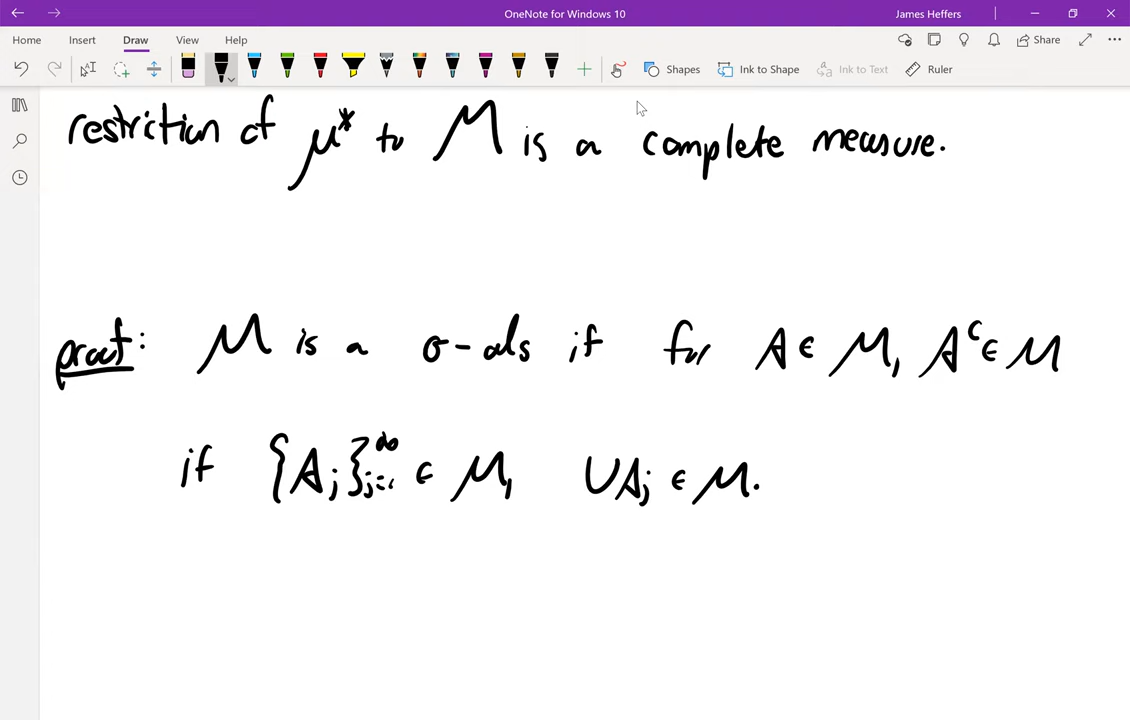 OneNote for Windows 10
James Heffers
Home Insert Draw View Help
Share
Shapes Ink to Shape Ink to Text Ruler
restriction of μ* to M is a complete measure.
proof: M is a σ-alg if for A ∈ M, Aᶜ ∈ M
if {Aⱼ}ⱼ₌₁^∞ ∈ M, ∪Aⱼ ∈ M.